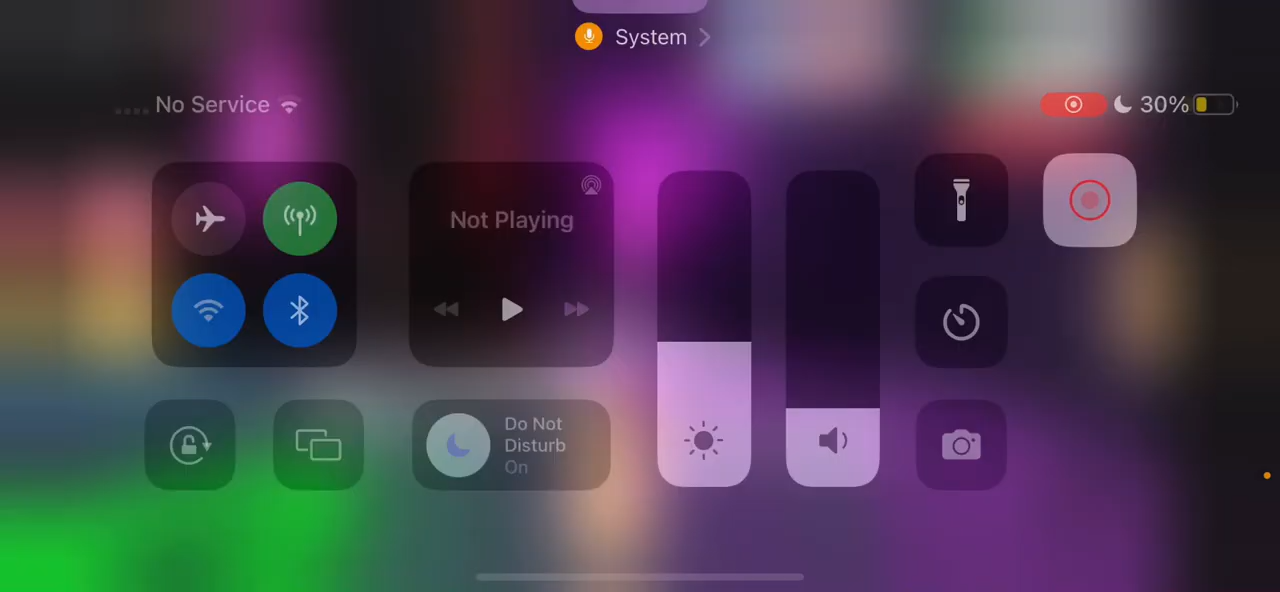 System
No Service
30%
Not Playing
Do Not
Disturb
On